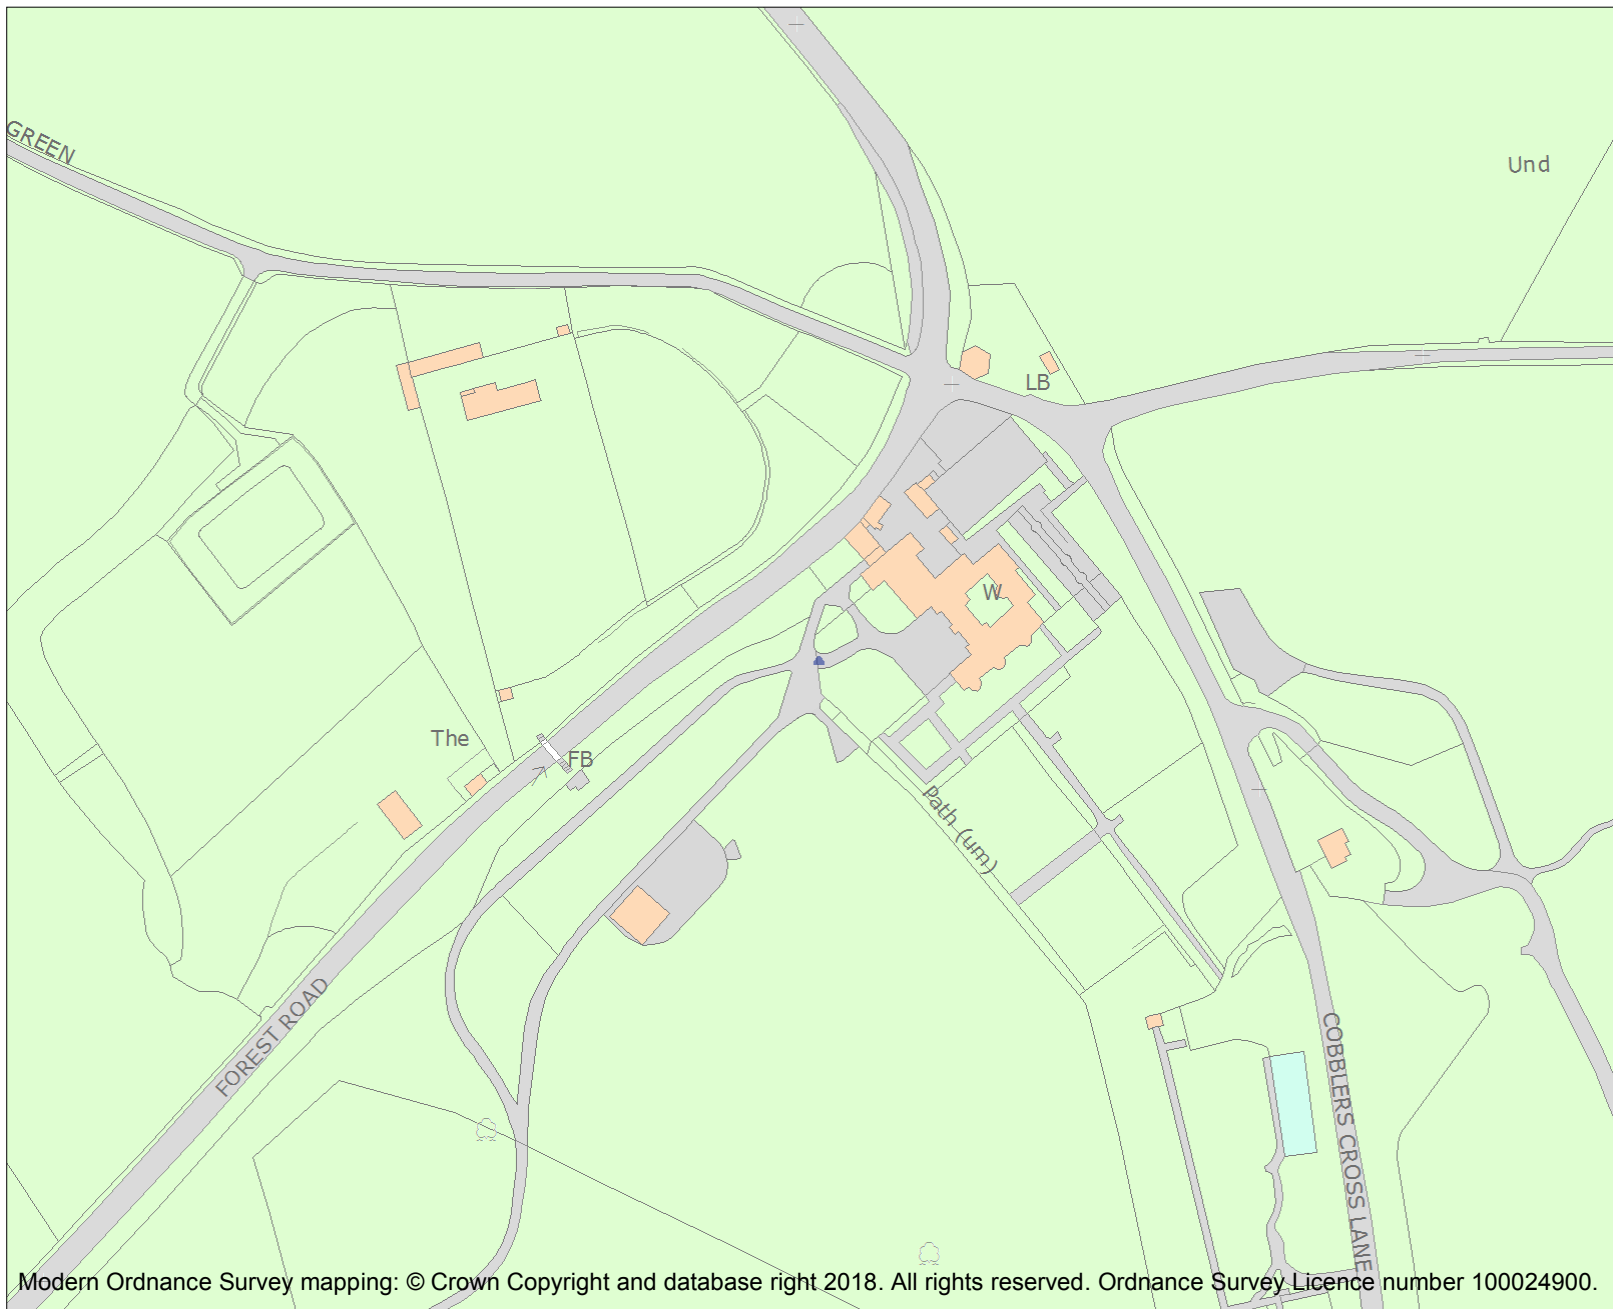 GREEN
Und
LB
W
The
FB
Path (um)
FOREST ROAD
COBBLERS CROSS LANE
Modern Ordnance Survey mapping: © Crown Copyright and database right 2018. All rights reserved. Ordnance Survey Licence number 100024900.